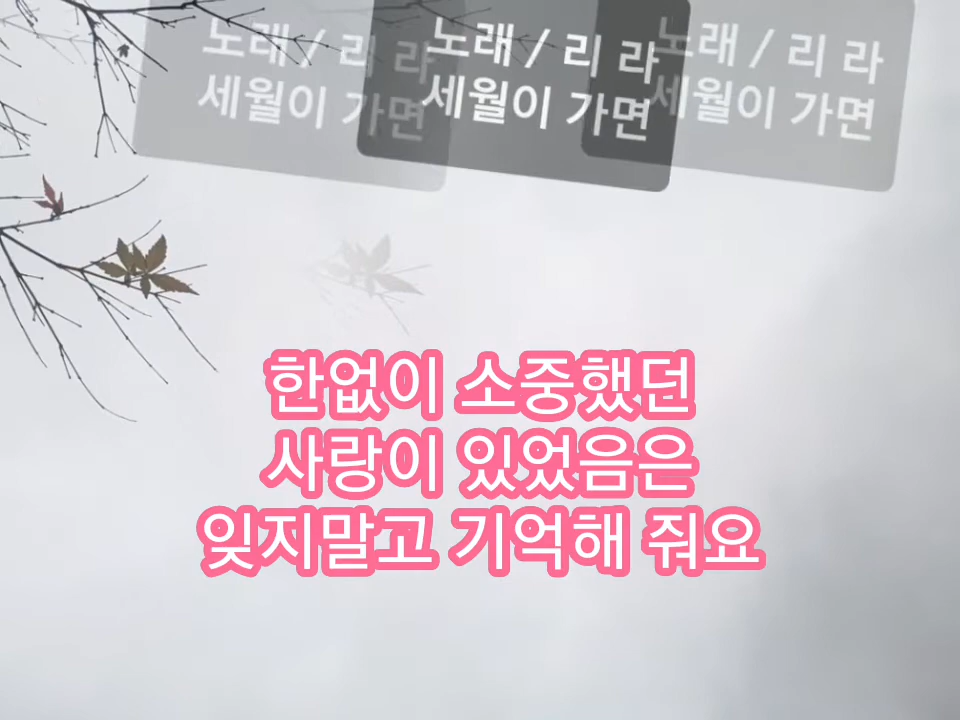 노래 / 리 라 노래 / 리 라 노래 / 리 라
세월이 가면 세월이 가면 세월이 가면
한없이 소중했던
사랑이 있었음은
잊지말고 기억해 줘요